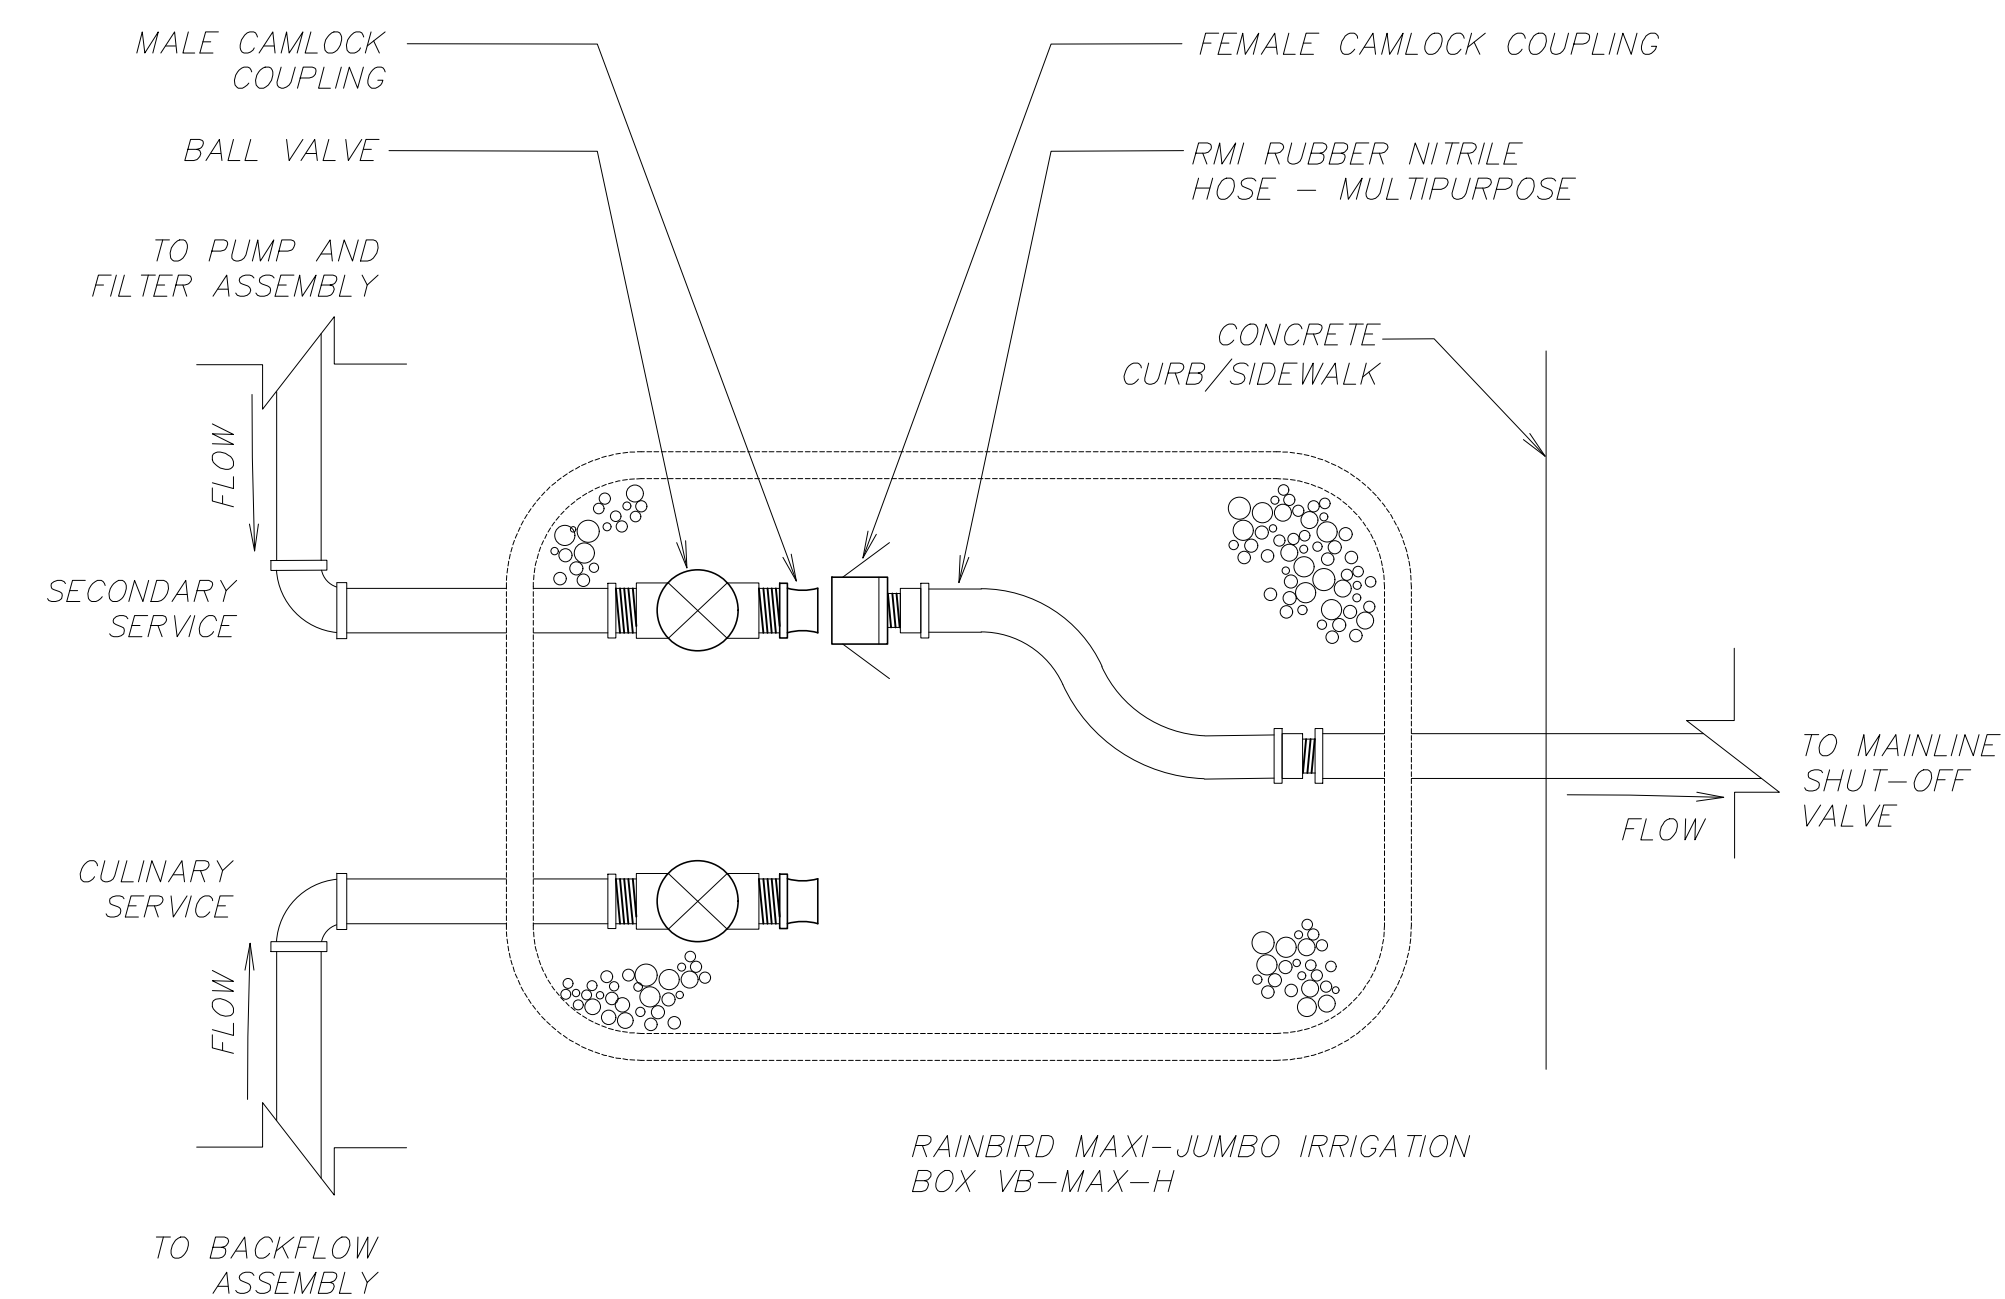 MALE CAMLOCK
COUPLING
FEMALE CAMLOCK COUPLING
BALL VALVE
RMI RUBBER NITRILE
HOSE - MULTIPURPOSE
TO PUMP AND
FILTER ASSEMBLY
CONCRETE
CURB/SIDEWALK
FLOW
SECONDARY
SERVICE
TO MAINLINE
SHUT-OFF
VALVE
FLOW
CULINARY
SERVICE
FLOW
RAINBIRD MAXI-JUMBO IRRIGATION
BOX VB-MAX-H
TO BACKFLOW
ASSEMBLY